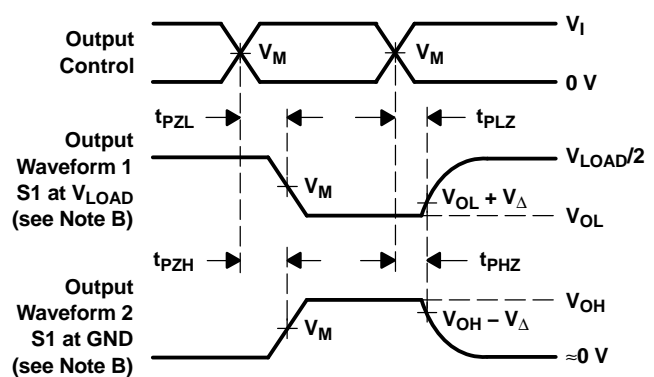 Output
Control
V_I
V_M
V_M
0 V
t_PZL
t_PLZ
Output
Waveform 1
S1 at V_LOAD
(see Note B)
V_LOAD/2
V_M
V_OL + V_Δ
V_OL
t_PZH
t_PHZ
Output
Waveform 2
S1 at GND
(see Note B)
V_OH
V_M
V_OH − V_Δ
≈0 V